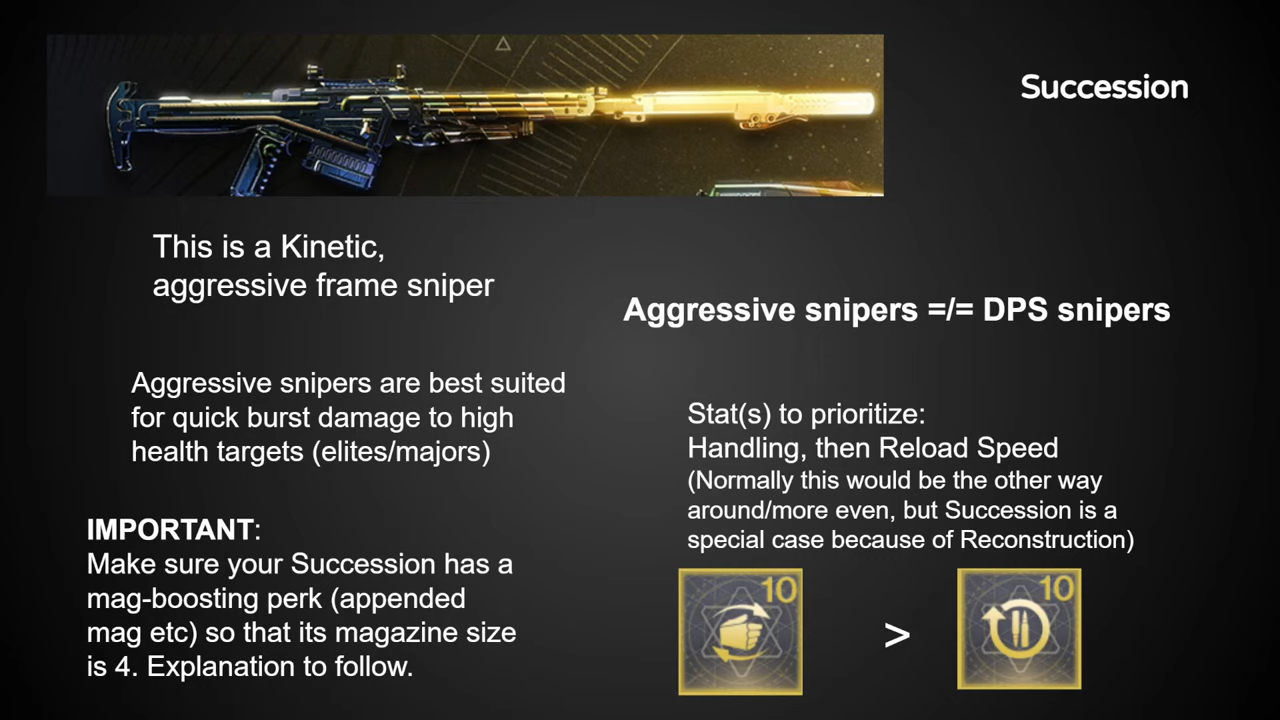 Succession
This is a Kinetic,
aggressive frame sniper
Aggressive snipers =/= DPS snipers
Aggressive snipers are best suited
for quick burst damage to high
health targets (elites/majors)
Stat(s) to prioritize:
Handling, then Reload Speed
(Normally this would be the other way
around/more even, but Succession is a
special case because of Reconstruction)
IMPORTANT:
Make sure your Succession has a
mag-boosting perk (appended
mag etc) so that its magazine size
is 4. Explanation to follow.
10 > 10